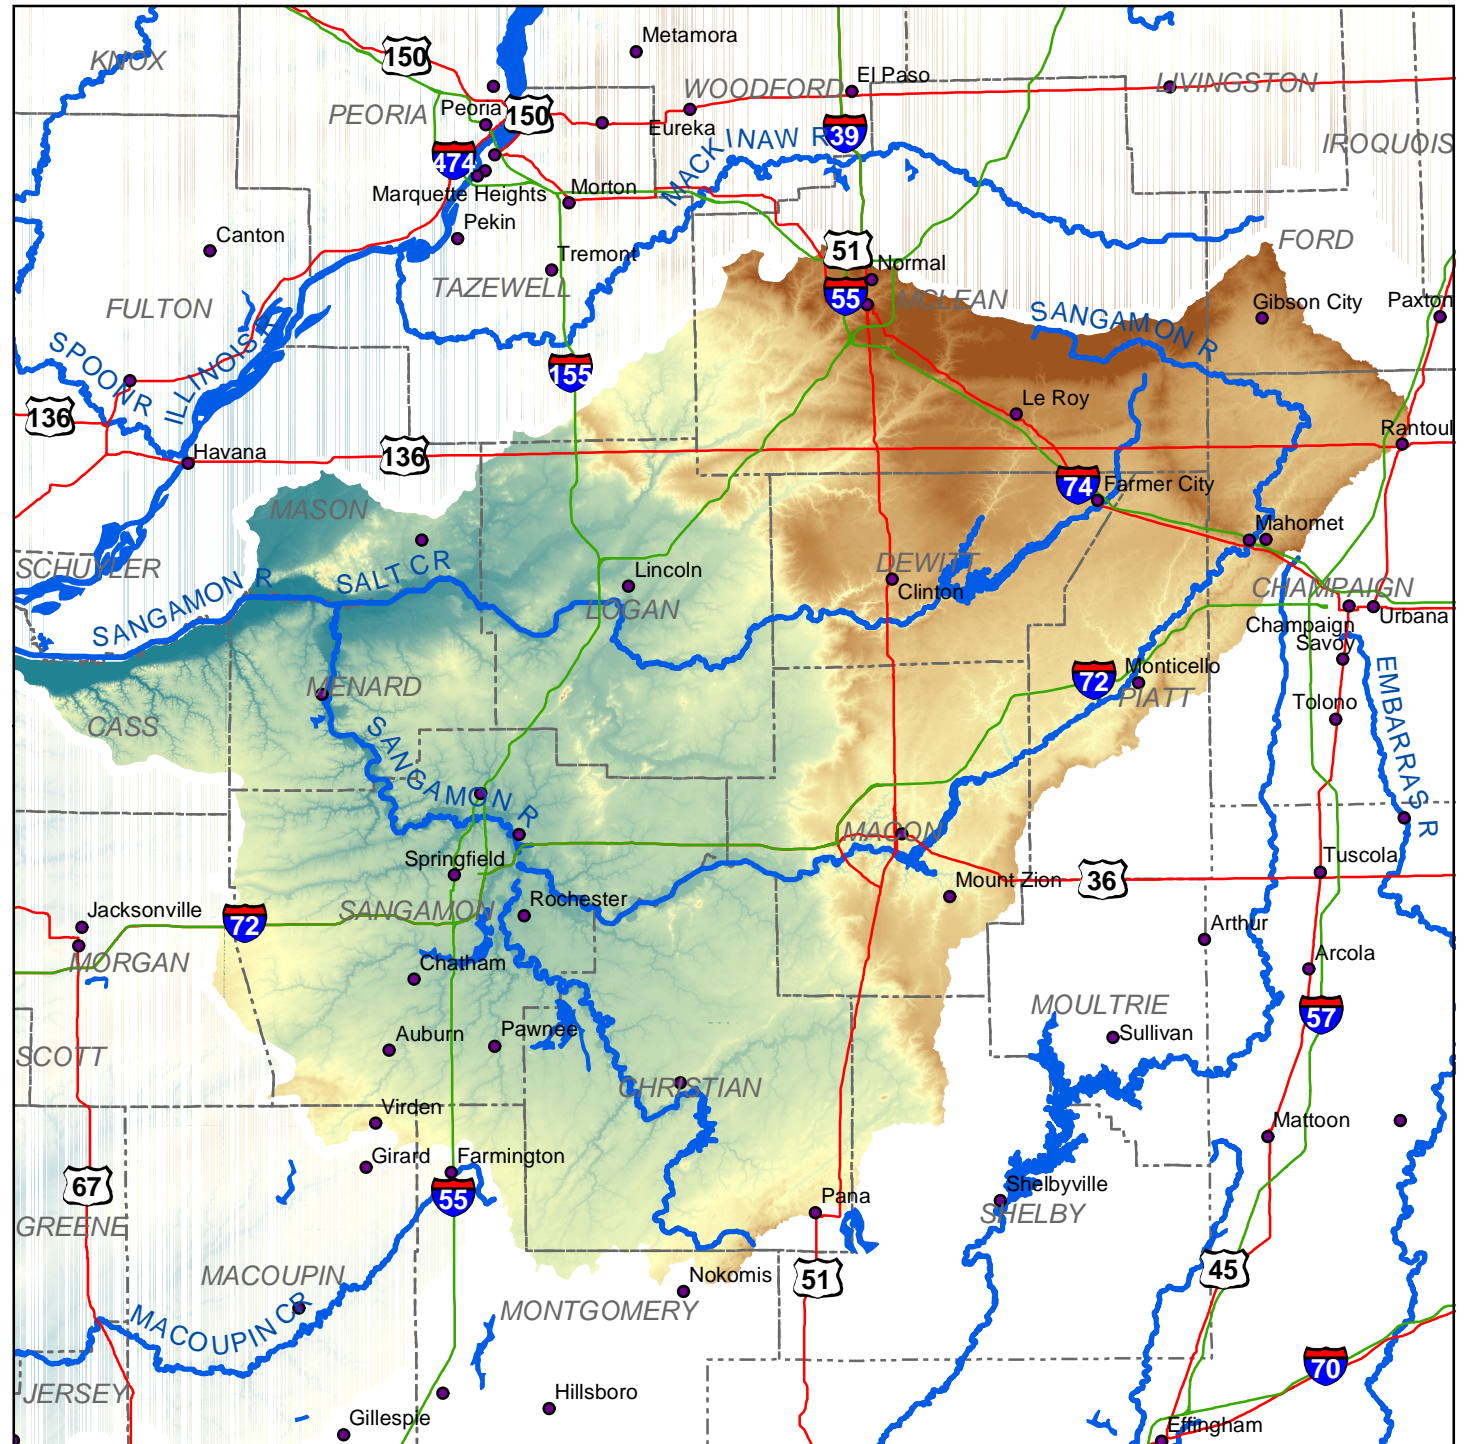 KNOX
150
Metamora
WOODFORD
El Paso
LIVINGSTON
PEORIA
Peoria
150
Eureka
39
IROQUOIS
474
MACKINAW R
Marquette Heights
Morton
Canton
Pekin
51
FORD
Tremont
Normal
TAZEWELL
55
MCLEAN
Gibson City
Paxton
FULTON
SANGAMON R
SPOON R
ILLINOIS R
155
136
Le Roy
Rantoul
Havana
136
74
Farmer City
MASON
Mahomet
SCHUYLER
SALT CR
Lincoln
DEWITT
CHAMPAIGN
SANGAMON R
LOGAN
Clinton
Champaign
Urbana
Savoy
MENARD
72
Monticello
PIATT
EMBARRAS R
CASS
Tolono
SANGAMON R
MACON
Springfield
Tuscola
Mount Zion
36
Jacksonville
72
SANGAMON
Rochester
Arthur
MORGAN
Chatham
Arcola
MOULTRIE
57
Auburn
Pawnee
Sullivan
SCOTT
CHRISTIAN
Virden
Mattoon
Girard
Farmington
67
55
Pana
Shelbyville
SHELBY
GREENE
MACOUPIN
Nokomis
51
45
MACOUPIN CR
MONTGOMERY
70
JERSEY
Hillsboro
Gillespie
Effingham